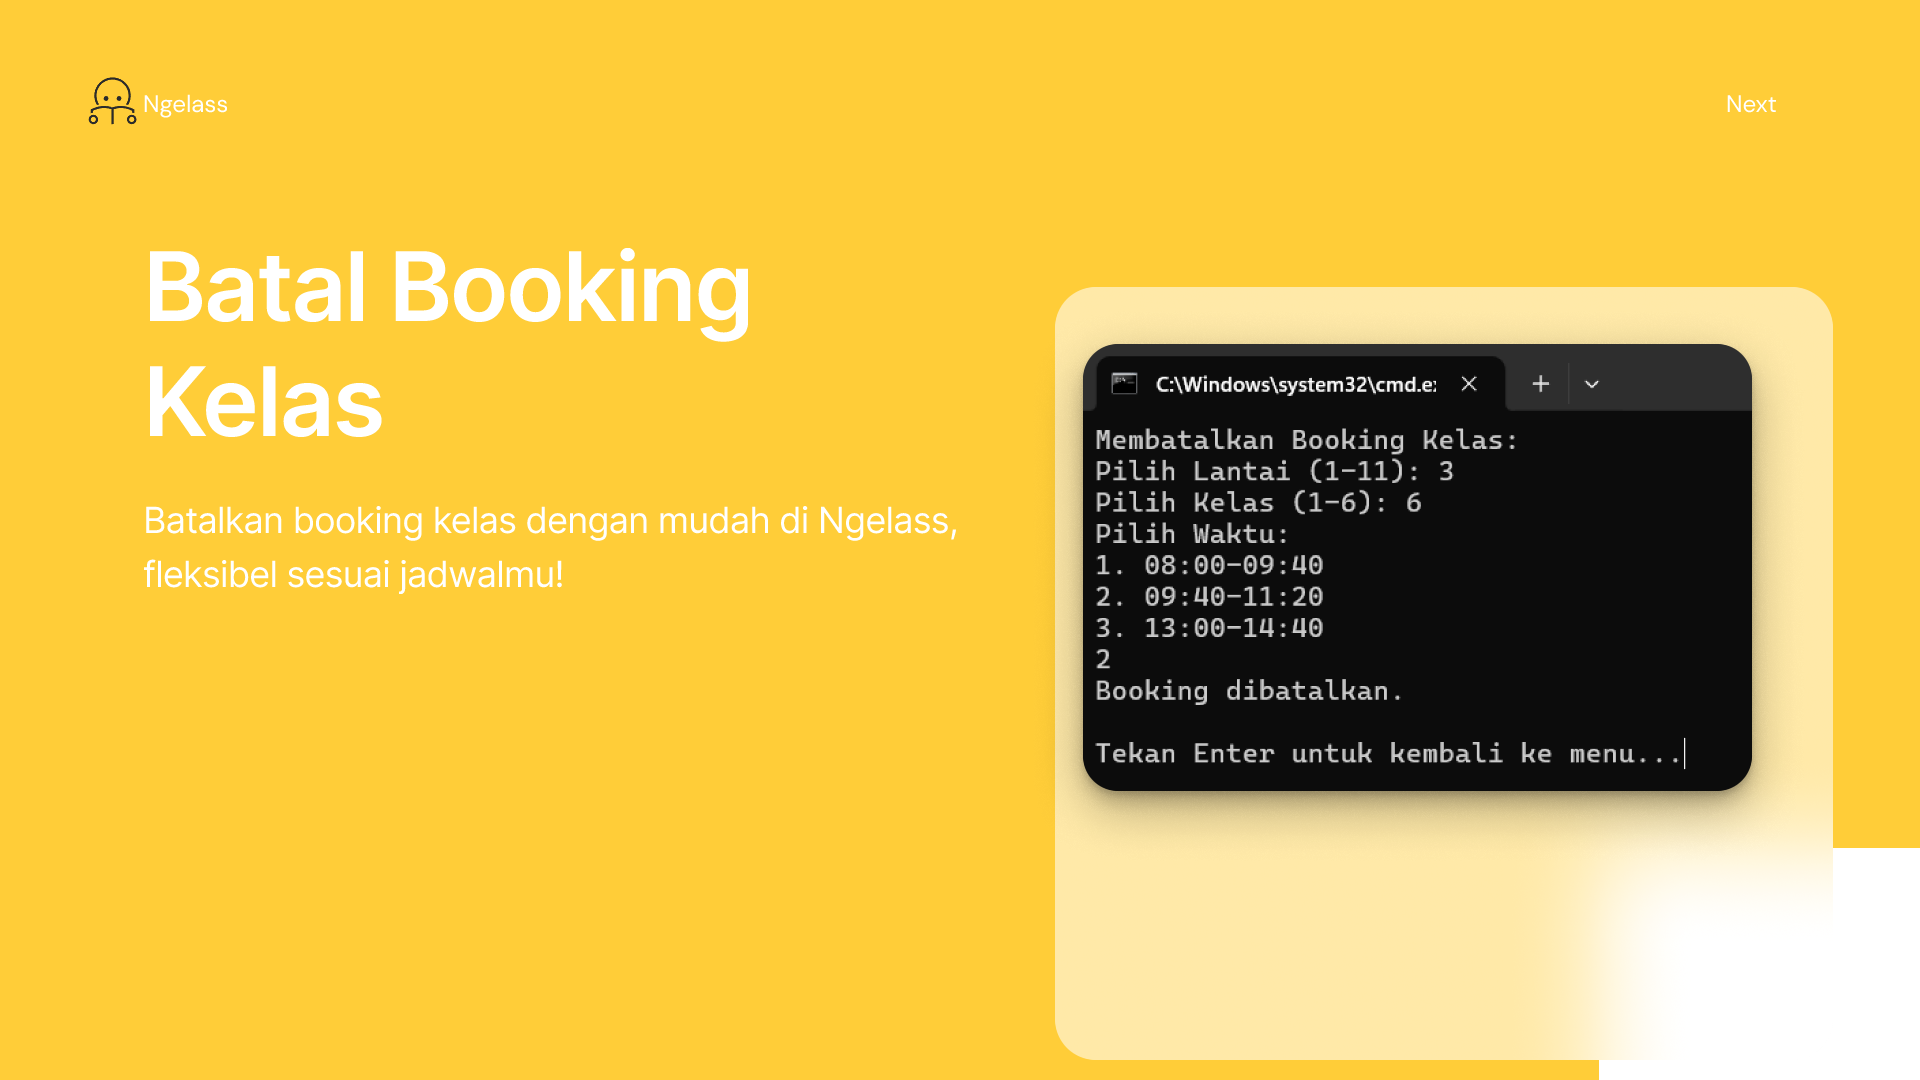 Ngelass
Next
Batal Booking
Kelas
Batalkan booking kelas dengan mudah di Ngelass,
fleksibel sesuai jadwalmu!
C:\Windows\system32\cmd.e
Membatalkan Booking Kelas:
Pilih Lantai (1-11): 3
Pilih Kelas (1-6): 6
Pilih Waktu:
1. 08:00-09:40
2. 09:40-11:20
3. 13:00-14:40
2
Booking dibatalkan.
Tekan Enter untuk kembali ke menu...